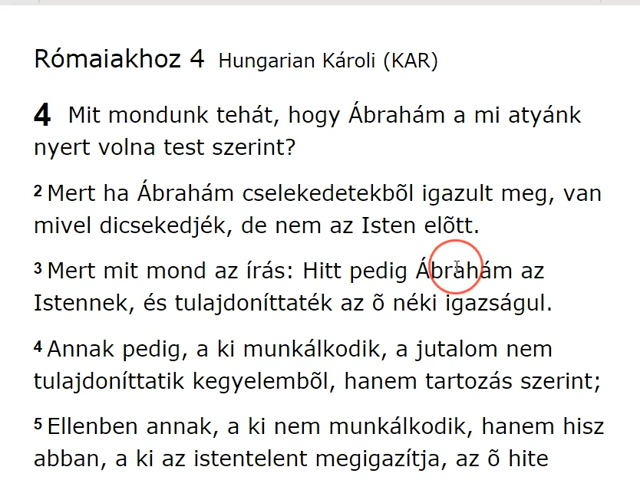 Rómaiakhoz 4 Hungarian Károli (KAR)
4 Mit mondunk tehát, hogy Ábrahám a mi atyánk
nyert volna test szerint?
2 Mert ha Ábrahám cselekedetekbõl igazult meg, van
mivel dicsekedjék, de nem az Isten elõtt.
3 Mert mit mond az írás: Hitt pedig Ábrahám az
Istennek, és tulajdoníttaték az õ néki igazságul.
4 Annak pedig, a ki munkálkodik, a jutalom nem
tulajdoníttatik kegyelembõl, hanem tartozás szerint;
5 Ellenben annak, a ki nem munkálkodik, hanem hisz
abban, a ki az istentelent megigazítja, az õ hite